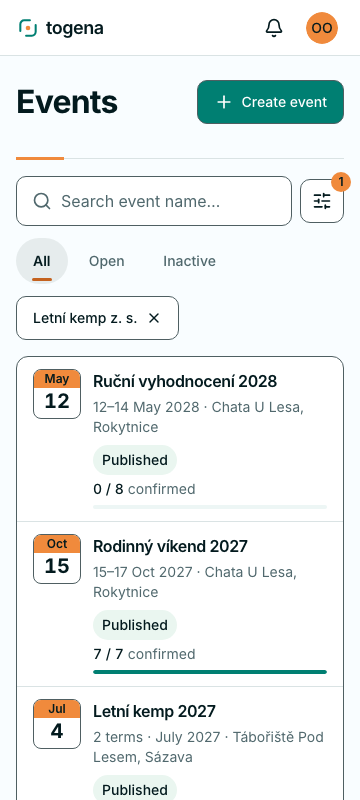 togena
OO
Events
Create event
1
Search event name...
All
Open
Inactive
Letní kemp z. s.
May
12
Ruční vyhodnocení 2028
12–14 May 2028 · Chata U Lesa,
Rokytnice
Published
0 / 8 confirmed
Oct
15
Rodinný víkend 2027
15–17 Oct 2027 · Chata U Lesa,
Rokytnice
Published
7 / 7 confirmed
Jul
4
Letní kemp 2027
2 terms · July 2027 · Tábořiště Pod
Lesem, Sázava
Published